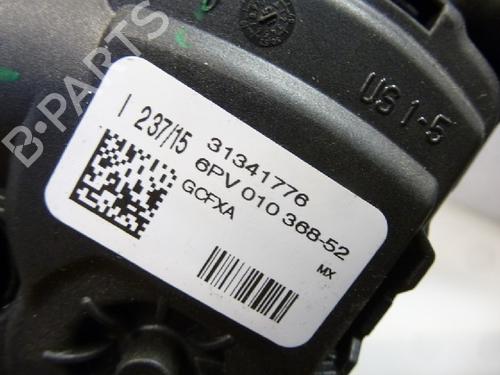 B-PARTS
US 1-5
I 237/15
31341776
6PV 010 368-52
GCFXA
MX